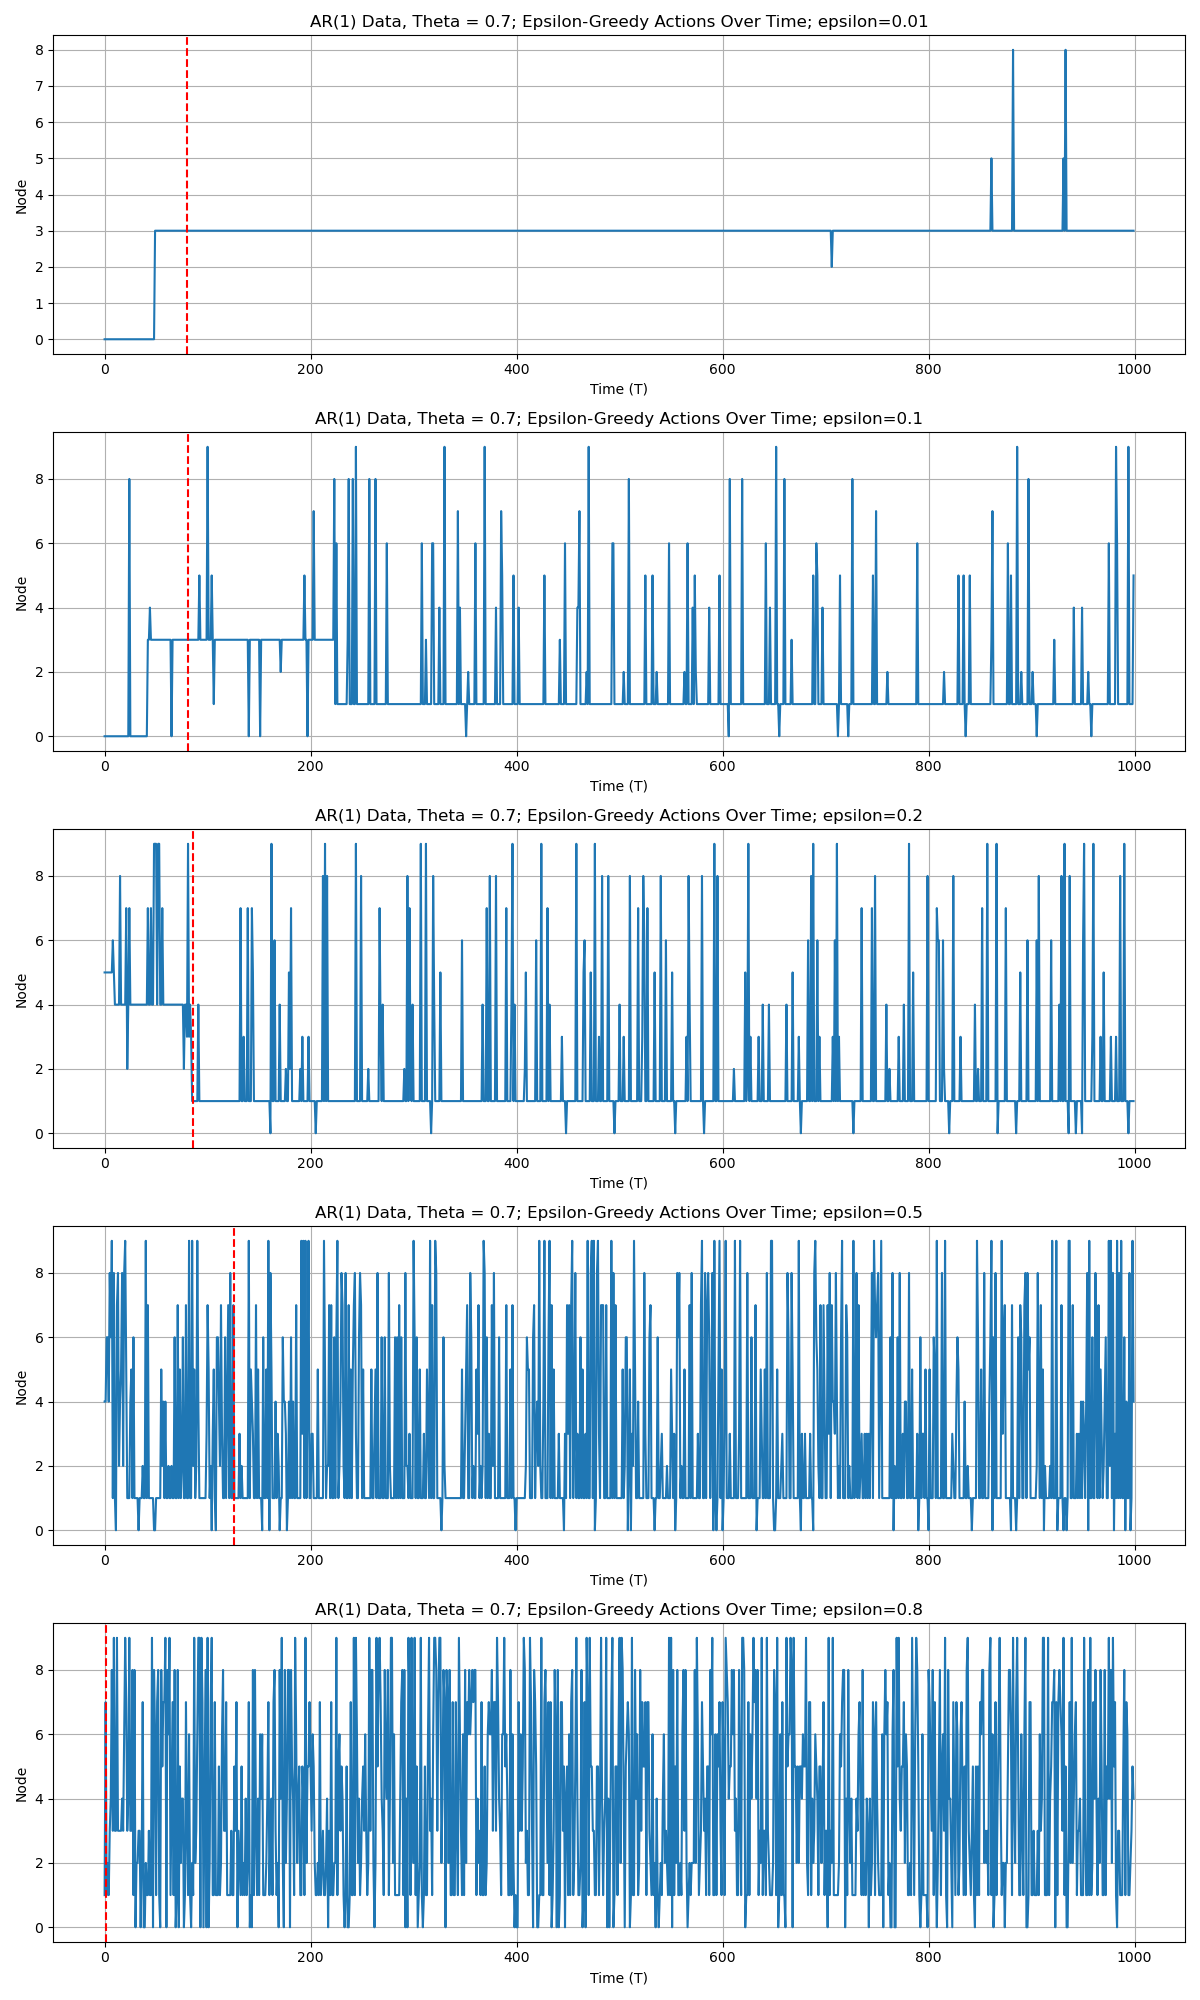 AR(1) Data, Theta = 0.7; Epsilon-Greedy Actions Over Time; epsilon=0.01
8
7
6
5
4
3
2
1
0
Node
0 200 400 600 800 1000
Time (T)
AR(1) Data, Theta = 0.7; Epsilon-Greedy Actions Over Time; epsilon=0.1
8
6
4
2
0
Node
0 200 400 600 800 1000
Time (T)
AR(1) Data, Theta = 0.7; Epsilon-Greedy Actions Over Time; epsilon=0.2
8
6
4
2
0
Node
0 200 400 600 800 1000
Time (T)
AR(1) Data, Theta = 0.7; Epsilon-Greedy Actions Over Time; epsilon=0.5
8
6
4
2
0
Node
0 200 400 600 800 1000
Time (T)
AR(1) Data, Theta = 0.7; Epsilon-Greedy Actions Over Time; epsilon=0.8
8
6
4
2
0
Node
0 200 400 600 800 1000
Time (T)